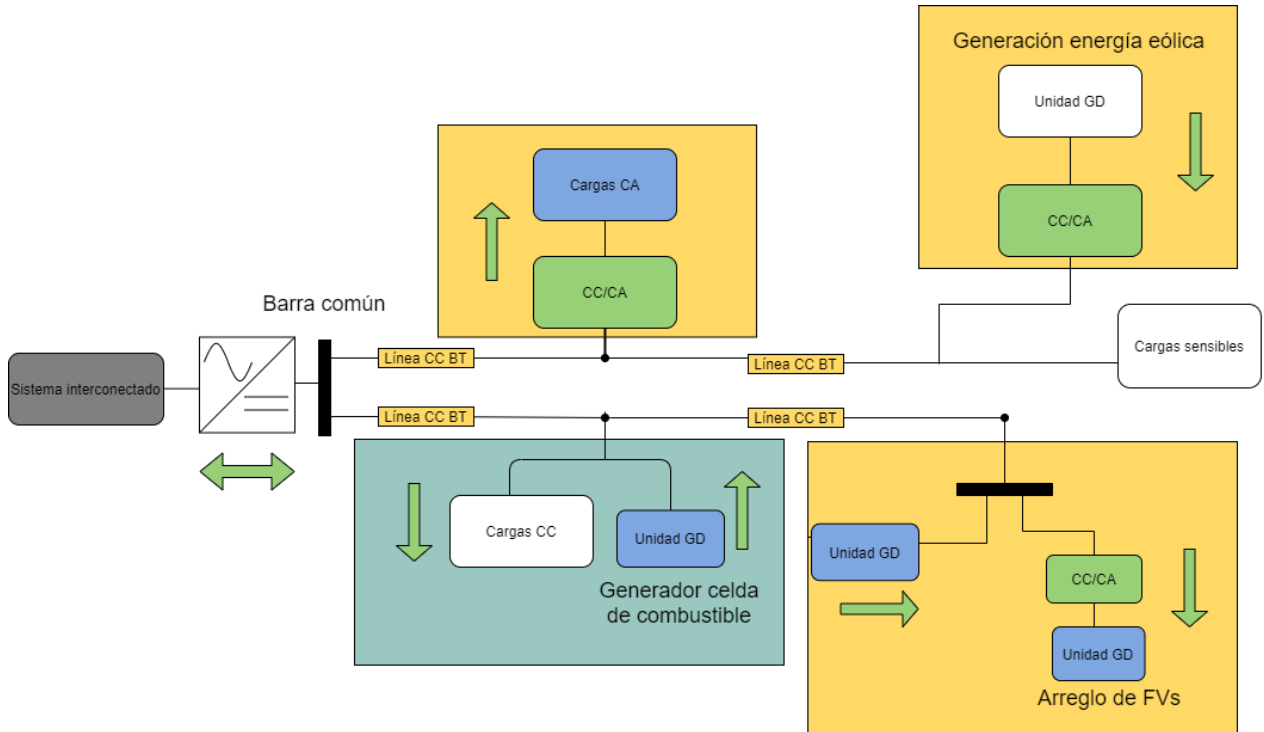 Generación energía eólica
Unidad GD
CC/CA
Cargas CA
CC/CA
Barra común
Sistema interconectado
Línea CC BT
Línea CC BT
Cargas sensibles
Línea CC BT
Línea CC BT
Cargas CC
Unidad GD
Generador celda
de combustible
Unidad GD
CC/CA
Unidad GD
Arreglo de FVs